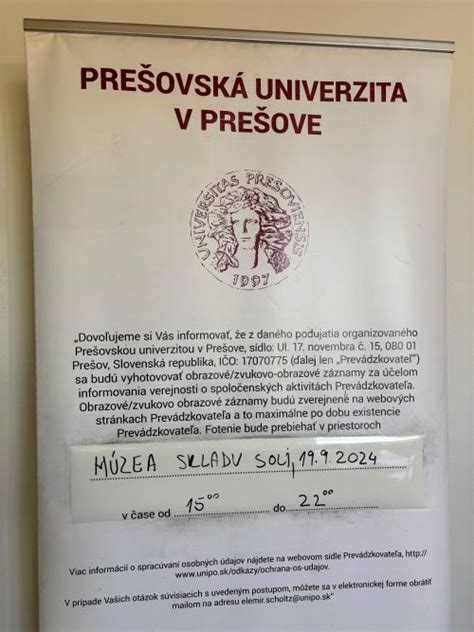 PREŠOVSKÁ UNIVERZITA
V PREŠOVE
UNIVERSITAS PREŠOVIENSIS
1997
„Dovoľujeme si Vás informovať, že z daného podujatia organizovaného
Prešovskou univerzitou v Prešove, sídlo: Ul. 17. novembra č. 15, 080 01
Prešov, Slovenská republika, IČO: 17070775 (dalej len „Prevádzkovateľ")
sa budú vyhotovovať obrazové/zvukovo-obrazové záznamy za účelom
informovania verejnosti o spoločenských aktivitách Prevádzkovateľa.
Obrazové/zvukovo obrazové záznamy budú zverejnené na webových
stránkach Prevádzkovateľa a to maximálne po dobu existencie
Prevádzkovateľa. Fotenie bude prebiehať v priestoroch
MÚZEA SKLADU SOLI, 19.9.2024
v čase od 15⁰⁰ do 22⁰⁰
Viac informácií o spracúvaní osobných údajov nájdete na webovom sídle Prevádzkovateľa, http://
www.unipo.sk/odkazy/ochrana-os-udajov.
V prípade Vašich otázok súvisiacich s uvedeným postupom, môžete sa v elektronickej forme obrátiť
mailom na adresu elemir.scholtz@unipo.sk"